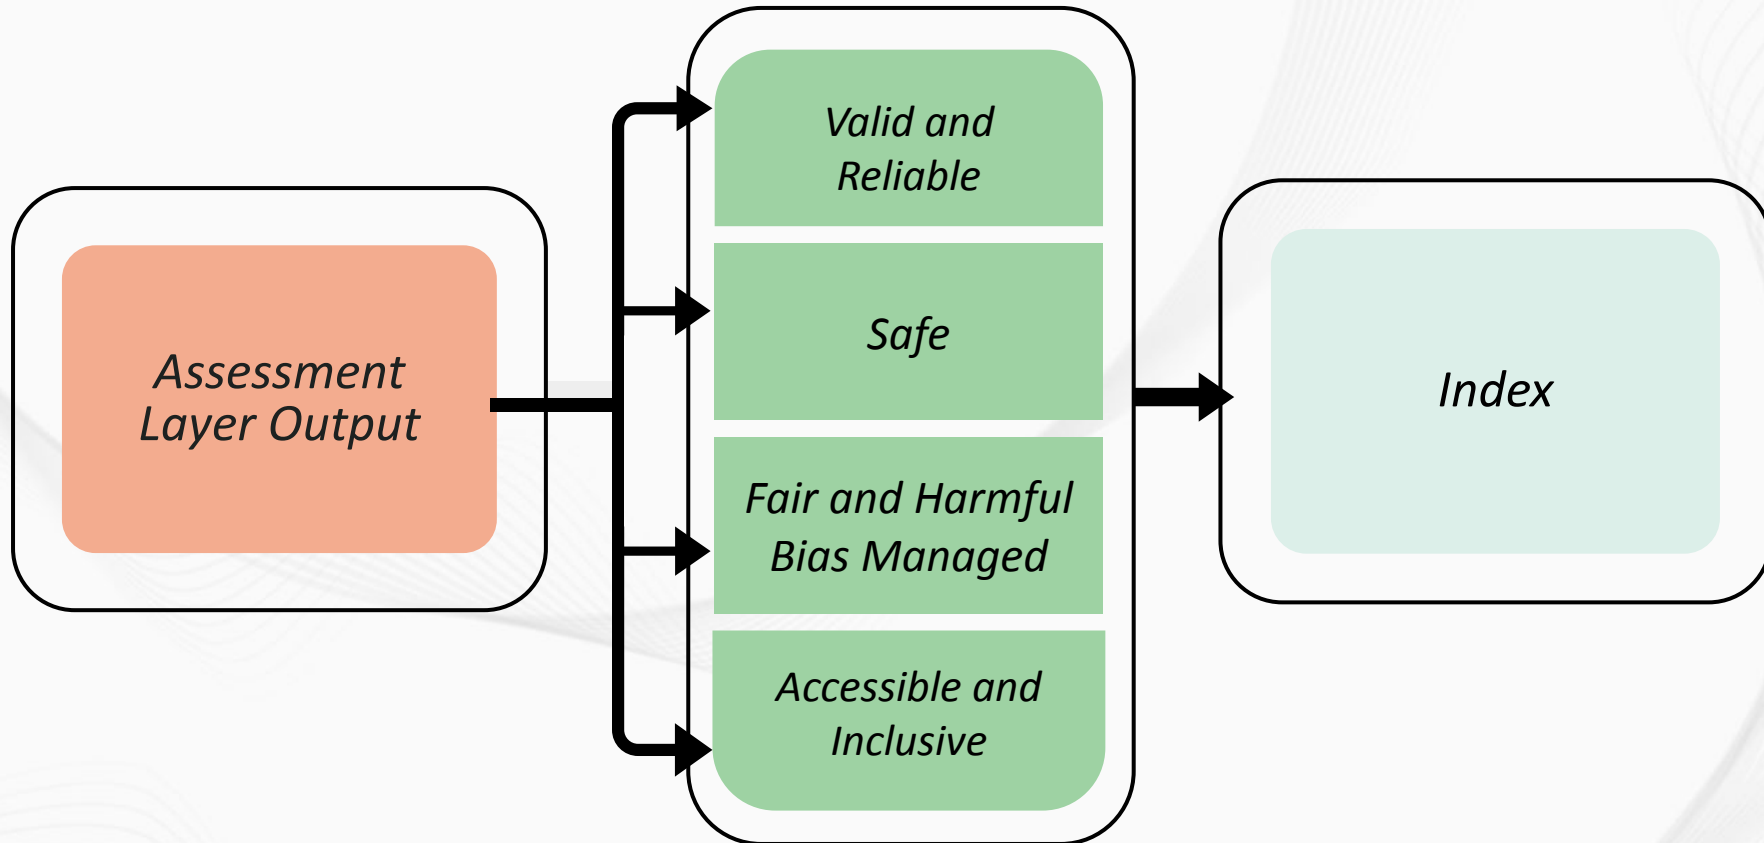 Assessment
Layer Output
Valid and
Reliable
Safe
Fair and Harmful
Bias Managed
Accessible and
Inclusive
Index